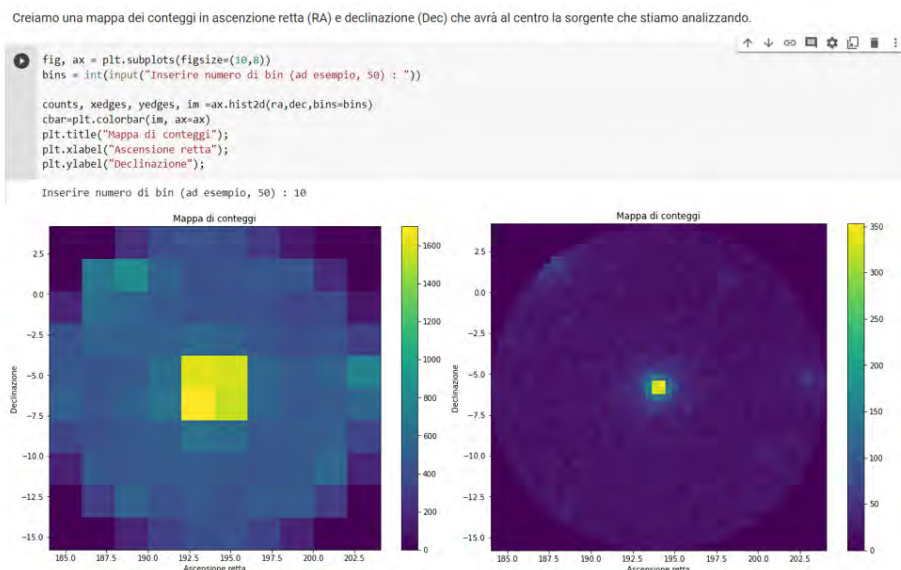 Creiamo una mappa dei conteggi in ascenzione retta (RA) e declinazione (Dec) che avrà al centro la sorgente che stiamo analizzando.
fig, ax = plt.subplots(figsize=(10,8))
bins = int(input("Inserire numero di bin (ad esempio, 50) : "))
counts, xedges, yedges, im =ax.hist2d(ra,dec,bins=bins)
cbar=plt.colorbar(im, ax=ax)
plt.title("Mappa di conteggi");
plt.xlabel("Ascensione retta");
plt.ylabel("Declinazione");
Inserire numero di bin (ad esempio, 50) : 10
Mappa di conteggi
2.5
0.0
−2.5
−5.0
−7.5
−10.0
−12.5
−15.0
Declinazione
185.0 187.5 190.0 192.5 195.0 197.5 200.0 202.5
Ascensione retta
1600
1400
1200
1000
800
600
400
200
0
Mappa di conteggi
2.5
0.0
−2.5
−5.0
−7.5
−10.0
−12.5
−15.0
Declinazione
185.0 187.5 190.0 192.5 195.0 197.5 200.0 202.5
Ascensione retta
350
300
250
200
150
100
50
0